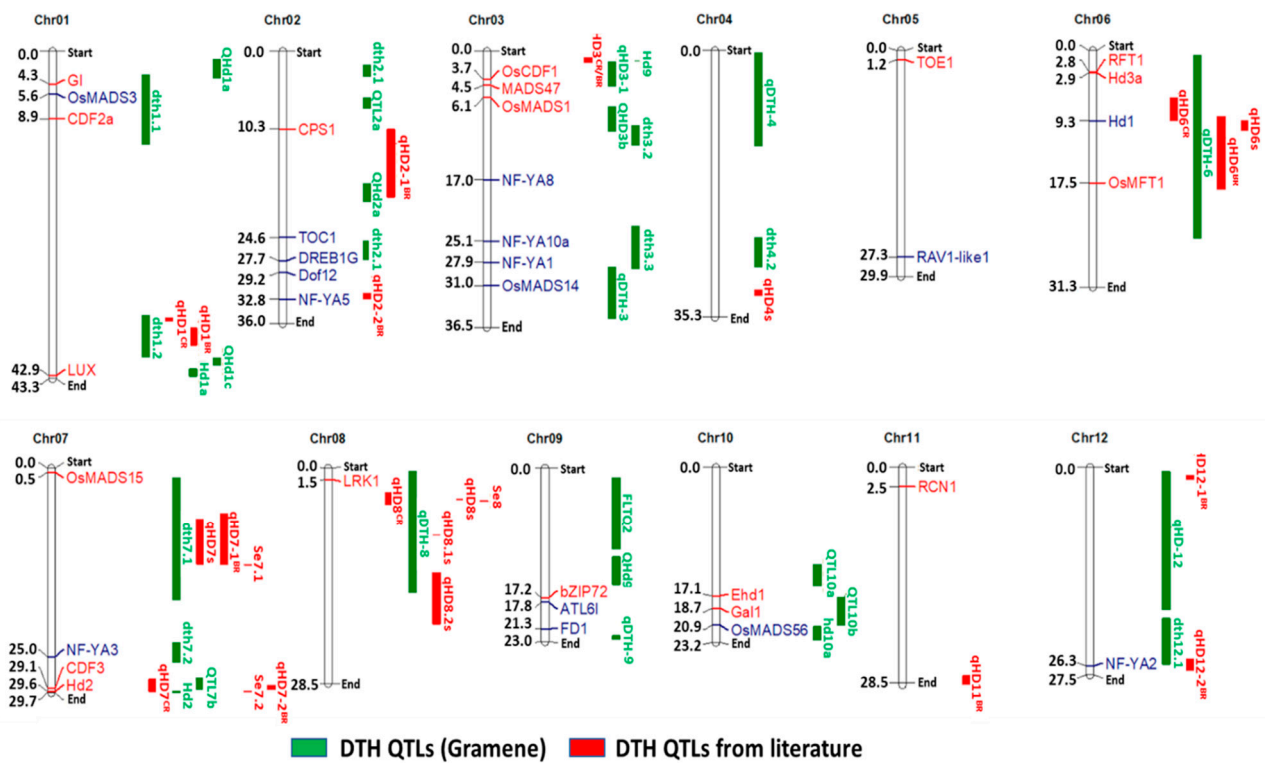 Chr01
0.0 Start
4.3 GI
5.6 OsMADS3
8.9 CDF2a
42.9 LUX
43.3 End
dth1.1
QHd1a
dth1.2
qHD1CR
qHD1BR
Hd1a
QHd1c
Chr02
0.0 Start
10.3 CPS1
24.6 TOC1
27.7 DREB1G
29.2 Dof12
32.8 NF-YA5
36.0 End
dth2.1
QTL2a
qHD2-1BR
QHd2a
dth2.1
qHD2-2BR
Chr03
0.0 Start
3.7 OsCDF1
4.5 MADS47
6.1 OsMADS1
17.0 NF-YA8
25.1 NF-YA10a
27.9 NF-YA1
31.0 OsMADS14
36.5 End
HD3CR/BR
qHD3-1
Hd9
QHD3b
dth3.2
dth3.3
qDTH-3
Chr04
0.0 Start
35.3 End
qDTH-4
dth4.2
qHD4s
Chr05
0.0 Start
1.2 TOE1
27.3 RAV1-like1
29.9 End
Chr06
0.0 Start
2.8 RFT1
2.9 Hd3a
9.3 Hd1
17.5 OsMFT1
31.3 End
qHD6CR
qDTH-6
qHD6BR
qHD6s
Chr07
0.0 Start
0.5 OsMADS15
25.0 NF-YA3
29.1 CDF3
29.6 Hd2
29.7 End
dth7.1
qHD7s
qHD7-1BR
Se7.1
dth7.2
qHD7CR
Hd2
QTL7b
Se7.2
qHD7-2BR
Chr08
0.0 Start
1.5 LRK1
28.5 End
qHD8CR
qDTH-8
qHD8.1s
qHD8s
Se8
qHD8.2s
Chr09
0.0 Start
17.2 bZIP72
17.8 ATL6l
21.3 FD1
23.0 End
FLTQ2
QHd9
qDTH-9
Chr10
0.0 Start
17.1 Ehd1
18.7 Gal1
20.9 OsMADS56
23.2 End
QTL10a
QTL10b
hd10a
Chr11
0.0 Start
2.5 RCN1
28.5 End
qHD11BR
Chr12
0.0 Start
26.3 NF-YA2
27.5 End
HD12-1BR
qHD-12
dth12.1
qHD12-2BR
DTH QTLs (Gramene)
DTH QTLs from literature